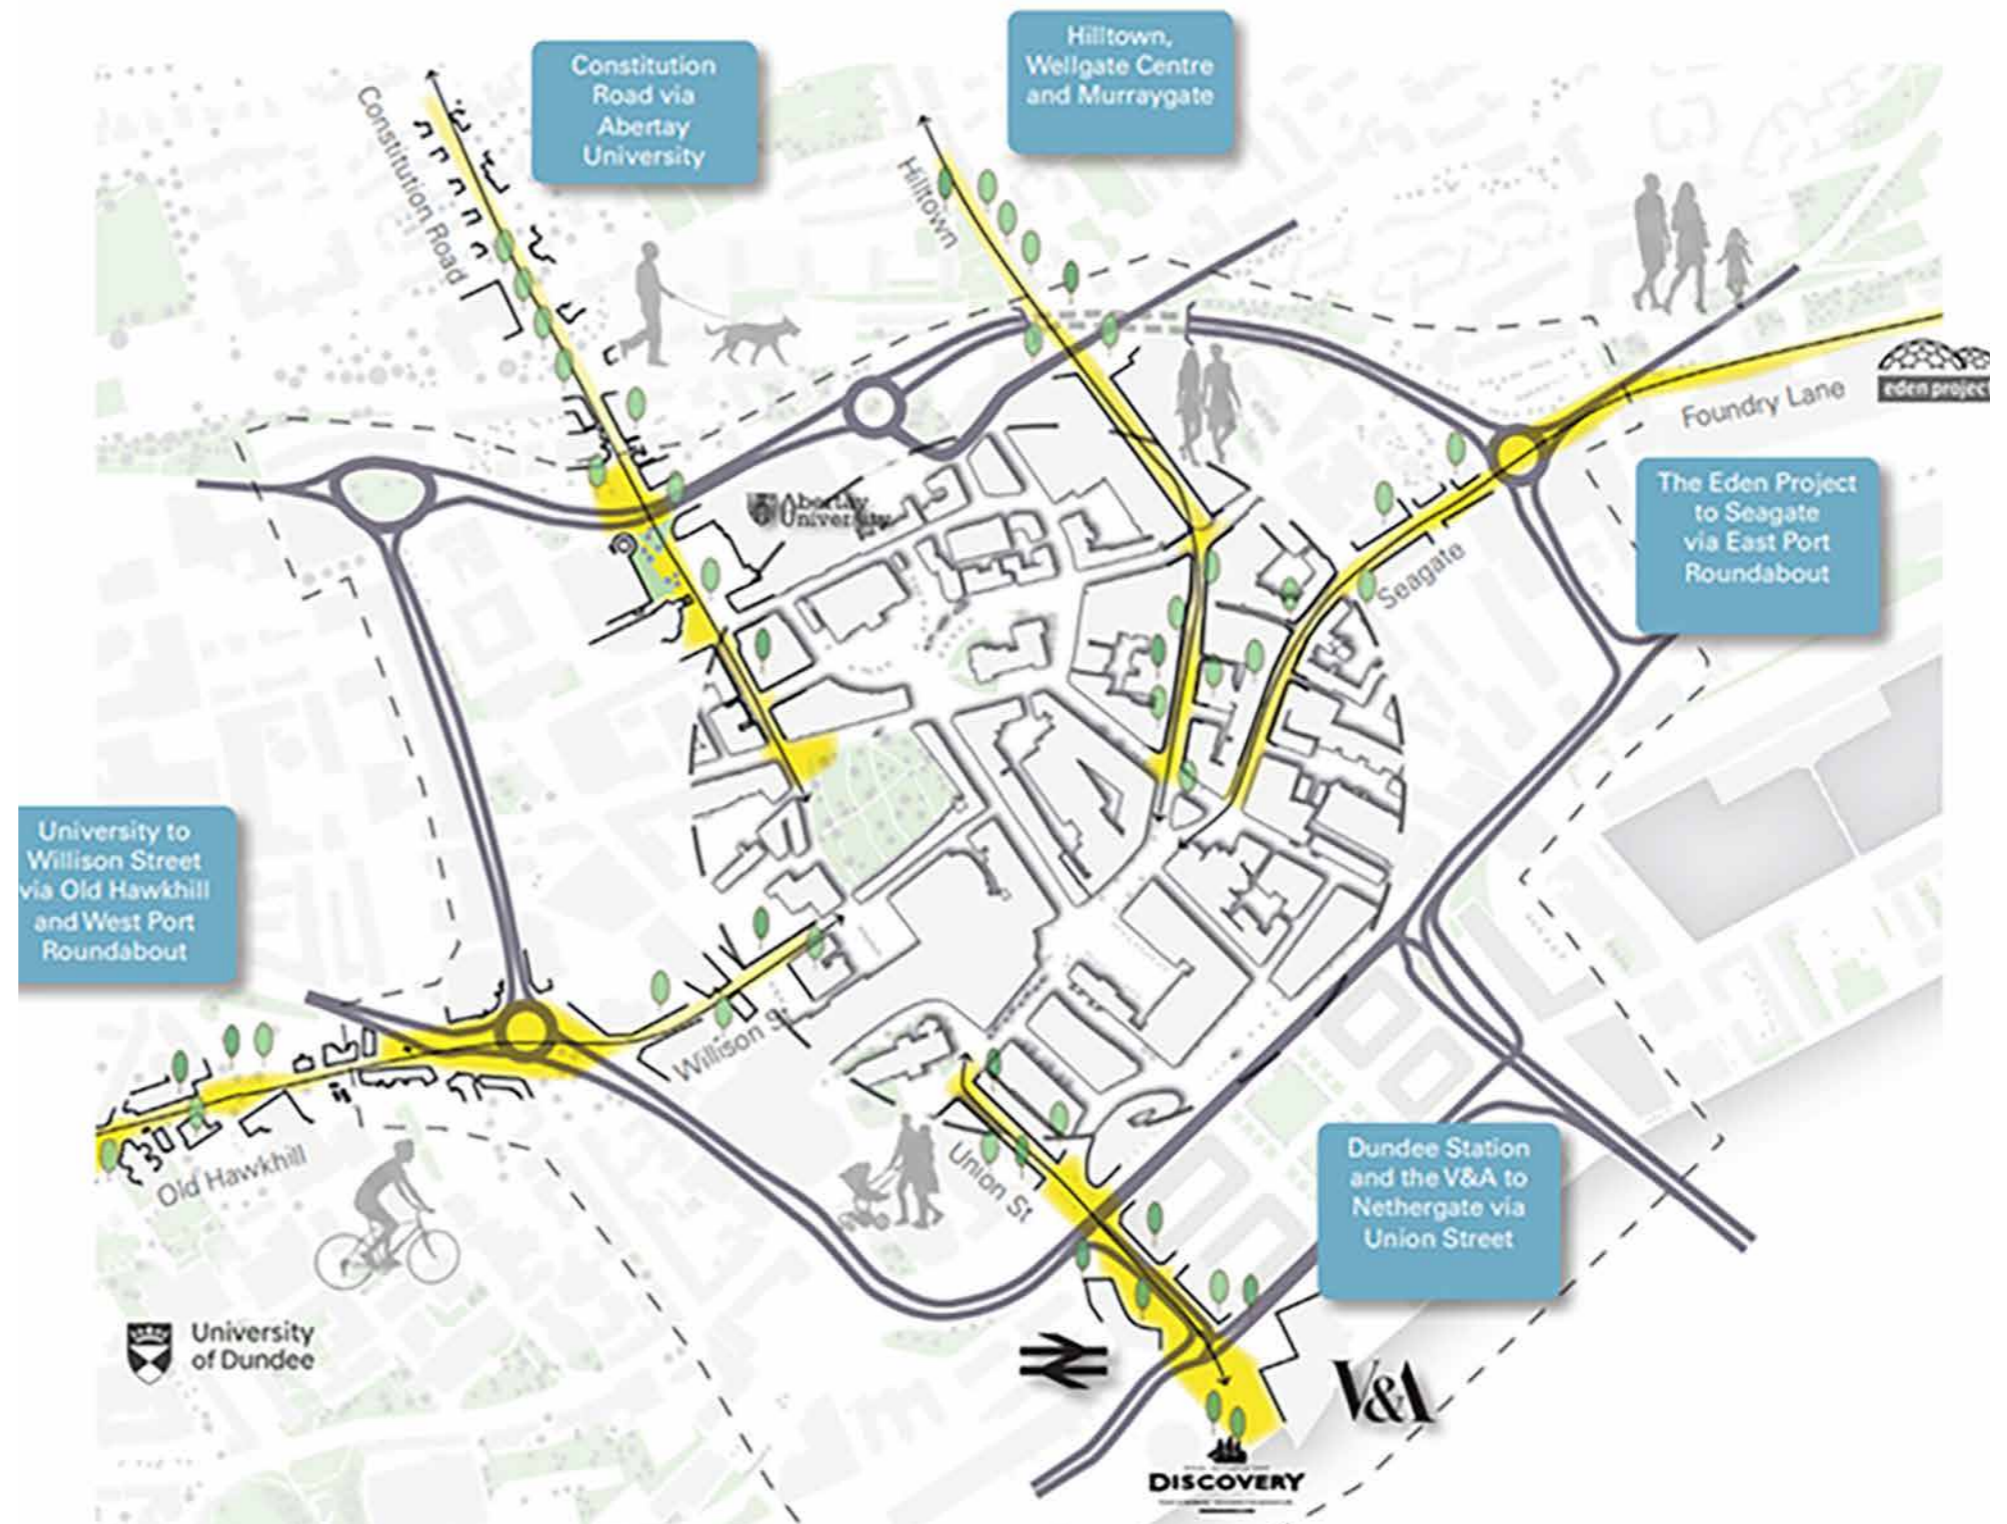 Hilltown,
Wellgate Centre
and Murraygate
Constitution
Road via
Abertay
University
Constitution Road
Hilltown
eden project
Foundry Lane
The Eden Project
to Seagate
via East Port
Roundabout
Abertay
University
Seagate
University to
Willison Street
via Old Hawkhill
and West Port
Roundabout
Willison St
Old Hawkhill
Union St
Dundee Station
and the V&A to
Nethergate via
Union Street
University
of Dundee
V&A
DISCOVERY